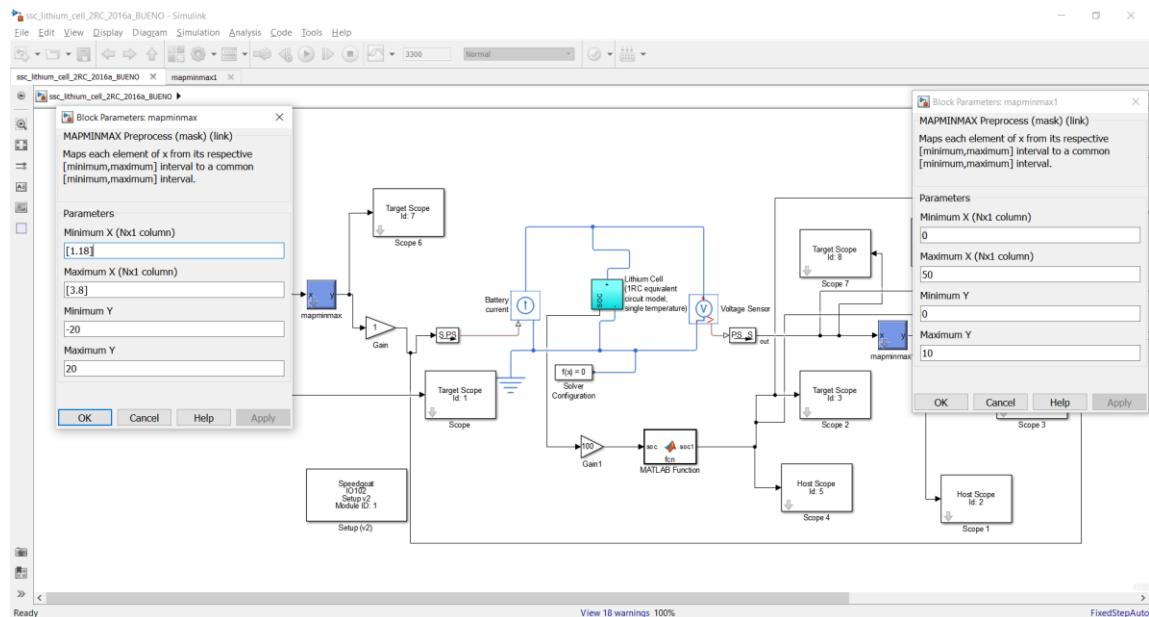 ssc_lithium_cell_2RC_2016a_BUENO - Simulink
File Edit View Display Diagram Simulation Analysis Code Tools Help
3300 Normal
ssc_lithium_cell_2RC_2016a_BUENO mapminmax1
ssc_lithium_cell_2RC_2016a_BUENO
Block Parameters: mapminmax
MAPMINMAX Preprocess (mask) (link)
Maps each element of x from its respective
[minimum,maximum] interval to a common
[minimum,maximum] interval.
Parameters
Minimum X (Nx1 column)
[1.18]
Maximum X (Nx1 column)
[3.8]
Minimum Y
-20
Maximum Y
20
OK Cancel Help Apply
Block Parameters: mapminmax1
MAPMINMAX Preprocess (mask) (link)
Maps each element of x from its respective
[minimum,maximum] interval to a common
[minimum,maximum] interval.
Parameters
Minimum X (Nx1 column)
0
Maximum X (Nx1 column)
50
Minimum Y
0
Maximum Y
10
OK Cancel Help Apply
Target Scope
Id: 7
Scope 6
x y
mapminmax
1
Gain
S PS
Battery
current
SOC
Lithium Cell
(1RC equivalent
circuit model,
single temperature)
V
Voltage Sensor
PS S
out
Target Scope
Id: 8
Scope 7
x y
mapminmax1
f(x) = 0
Solver
Configuration
Target Scope
Id: 1
Scope
Target Scope
Id: 3
Scope 2
Scope 3
100
Gain1
soc soc1
fcn
MATLAB Function
Host Scope
Id: 5
Scope 4
Host Scope
Id: 2
Scope 1
Speedgoat
IO102
Setup v2
Module ID: 1
Setup (v2)
Ready View 18 warnings 100% FixedStepAuto